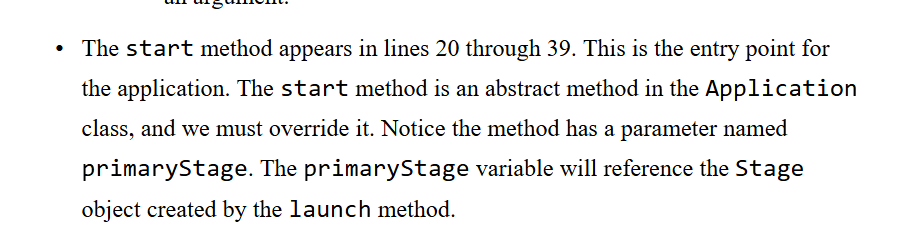 • The start method appears in lines 20 through 39. This is the entry point for
the application. The start method is an abstract method in the Application
class, and we must override it. Notice the method has a parameter named
primaryStage. The primaryStage variable will reference the Stage
object created by the launch method.